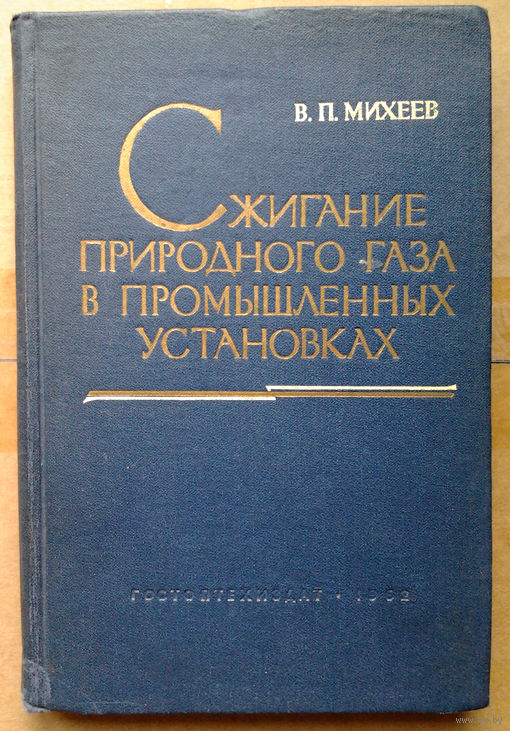 В. П. МИХЕЕВ
СЖИГАНИЕ
ПРИРОДНОГО ГАЗА
В ПРОМЫШЛЕННЫХ
УСТАНОВКАХ
ГОСТОПТЕХИЗДАТ • 1962